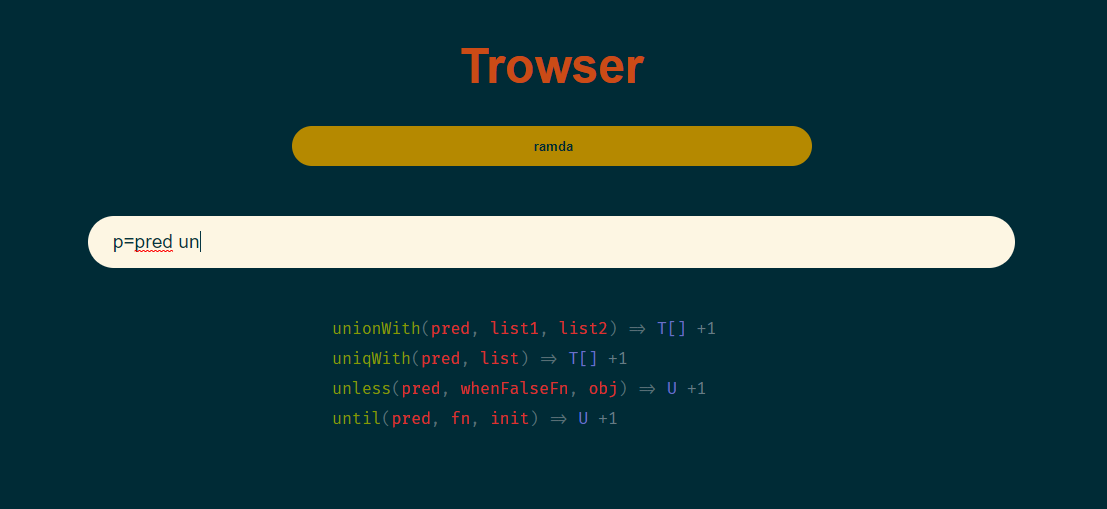 Trowser
ramda
p=pred un
unionWith(pred, list1, list2) ⇒ T[] +1
uniqWith(pred, list) ⇒ T[] +1
unless(pred, whenFalseFn, obj) ⇒ U +1
until(pred, fn, init) ⇒ U +1